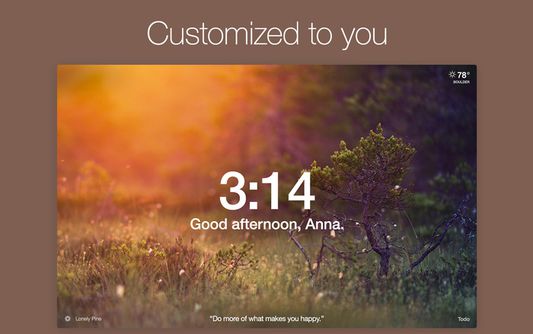 Customized to you
78°
BOULDER
3:14
Good afternoon, Anna.
Lonely Pine
"Do more of what makes you happy."
Todo